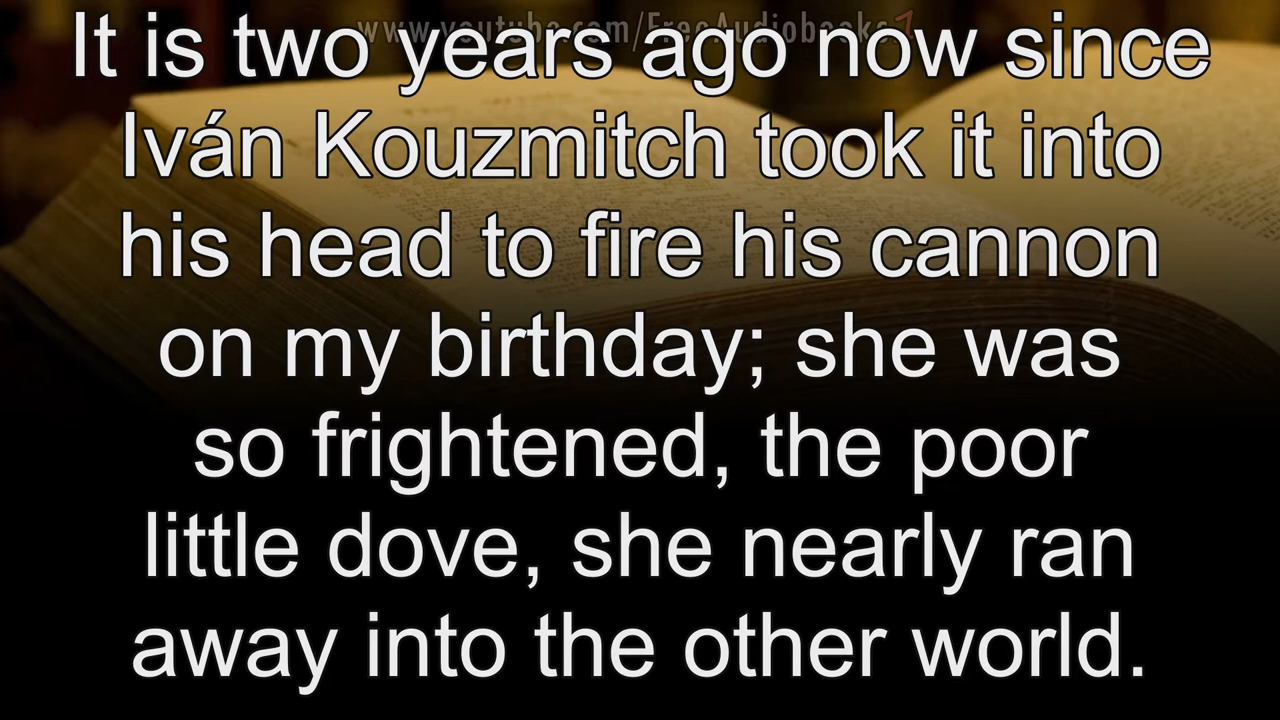 www.youtube.com/FreeAudiobooks1
It is two years ago now since
Iván Kouzmitch took it into
his head to fire his cannon
on my birthday; she was
so frightened, the poor
little dove, she nearly ran
away into the other world.